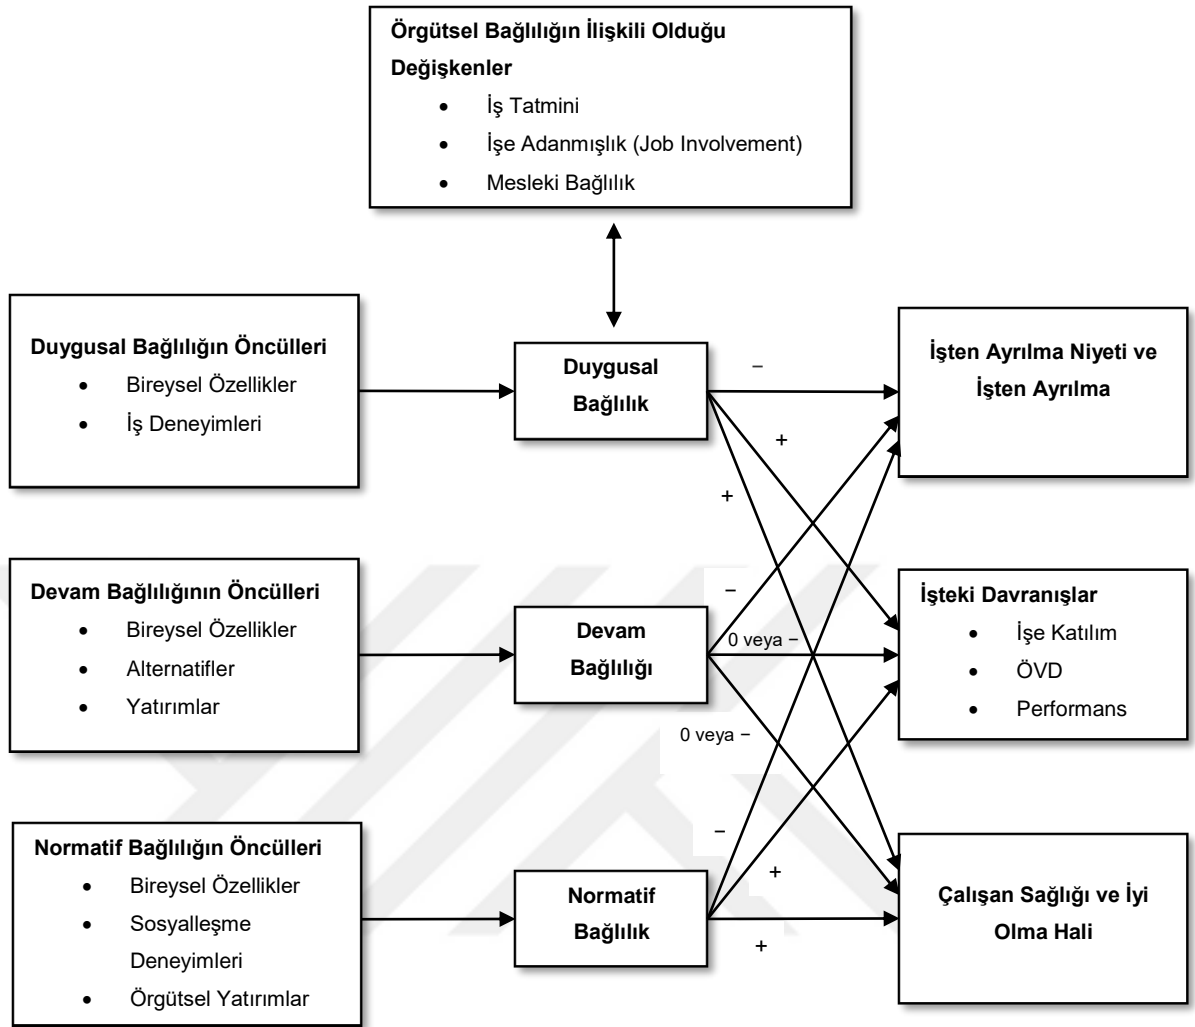 Örgütsel Bağlılığın İlişkili Olduğu
Değişkenler
• İş Tatmini
• İşe Adanmışlık (Job Involvement)
• Mesleki Bağlılık
Duygusal Bağlılığın Öncülleri
• Bireysel Özellikler
• İş Deneyimleri
Duygusal
Bağlılık
İşten Ayrılma Niyeti ve
İşten Ayrılma
−
+
+
Devam Bağlılığının Öncülleri
• Bireysel Özellikler
• Alternatifler
• Yatırımlar
Devam
Bağlılığı
−
0 veya −
0 veya −
İşteki Davranışlar
• İşe Katılım
• ÖVD
• Performans
Normatif Bağlılığın Öncülleri
• Bireysel Özellikler
• Sosyalleşme
Deneyimleri
• Örgütsel Yatırımlar
Normatif
Bağlılık
−
+
+
Çalışan Sağlığı ve İyi
Olma Hali